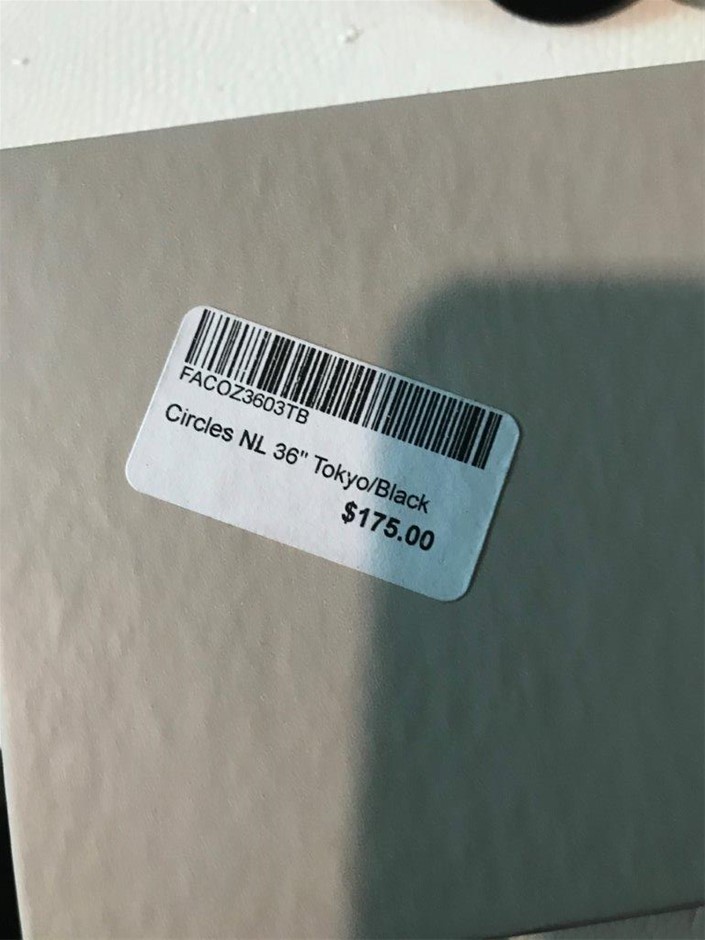 FACOZ3603TB
Circles NL 36" Tokyo/Black
$175.00